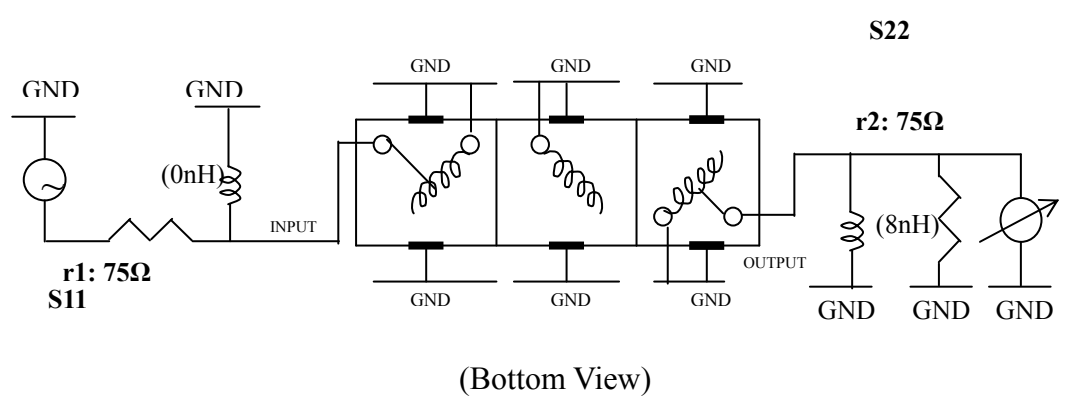 S22
GND GND GND
GND GND
r2: 75Ω
(0nH)
INPUT
(8nH)
r1: 75Ω
OUTPUT
S11
GND GND GND
GND GND GND
(Bottom View)